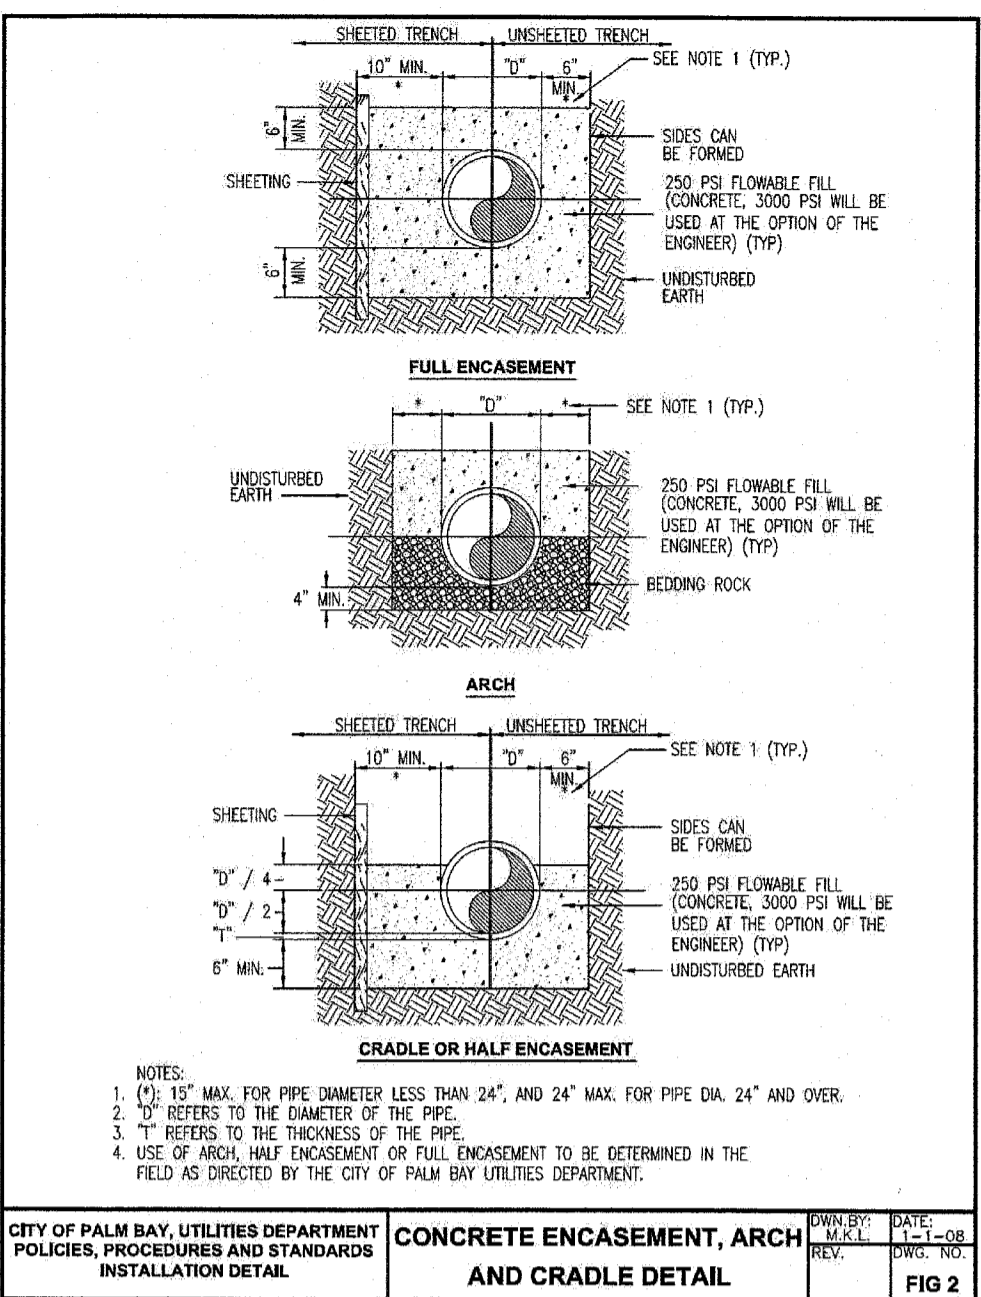 SHEETED TRENCH
UNSHEETED TRENCH
10" MIN.
*
"D"
6"
MIN.
*
SEE NOTE 1 (TYP.)
6"
MIN.
SIDES CAN
BE FORMED
SHEETING
250 PSI FLOWABLE FILL
(CONCRETE, 3000 PSI WILL BE
USED AT THE OPTION OF THE
ENGINEER) (TYP)
6"
MIN.
UNDISTURBED
EARTH
FULL ENCASEMENT
*
"D"
*
SEE NOTE 1 (TYP.)
UNDISTURBED
EARTH
250 PSI FLOWABLE FILL
(CONCRETE, 3000 PSI WILL BE
USED AT THE OPTION OF THE
ENGINEER) (TYP)
BEDDING ROCK
4" MIN.
ARCH
SHEETED TRENCH
UNSHEETED TRENCH
10" MIN.
*
"D"
6"
MIN.
*
SEE NOTE 1 (TYP.)
SHEETING
SIDES CAN
BE FORMED
"D" / 4
"D" / 2
"T"
6" MIN.
250 PSI FLOWABLE FILL
(CONCRETE, 3000 PSI WILL BE
USED AT THE OPTION OF THE
ENGINEER) (TYP)
UNDISTURBED EARTH
CRADLE OR HALF ENCASEMENT
NOTES:
1. (*): 15" MAX. FOR PIPE DIAMETER LESS THAN 24", AND 24" MAX. FOR PIPE DIA. 24" AND OVER.
2. "D" REFERS TO THE DIAMETER OF THE PIPE.
3. "T" REFERS TO THE THICKNESS OF THE PIPE.
4. USE OF ARCH, HALF ENCASEMENT OR FULL ENCASEMENT TO BE DETERMINED IN THE
FIELD AS DIRECTED BY THE CITY OF PALM BAY UTILITIES DEPARTMENT.
CITY OF PALM BAY, UTILITIES DEPARTMENT
POLICIES, PROCEDURES AND STANDARDS
INSTALLATION DETAIL
CONCRETE ENCASEMENT, ARCH
AND CRADLE DETAIL
DWN.BY:
M.K.L.
DATE:
1-1-08
REV.
DWG. NO.
FIG 2